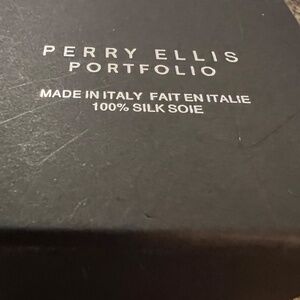 PERRY ELLIS
PORTFOLIO
MADE IN ITALY FAIT EN ITALIE
100% SILK SOIE